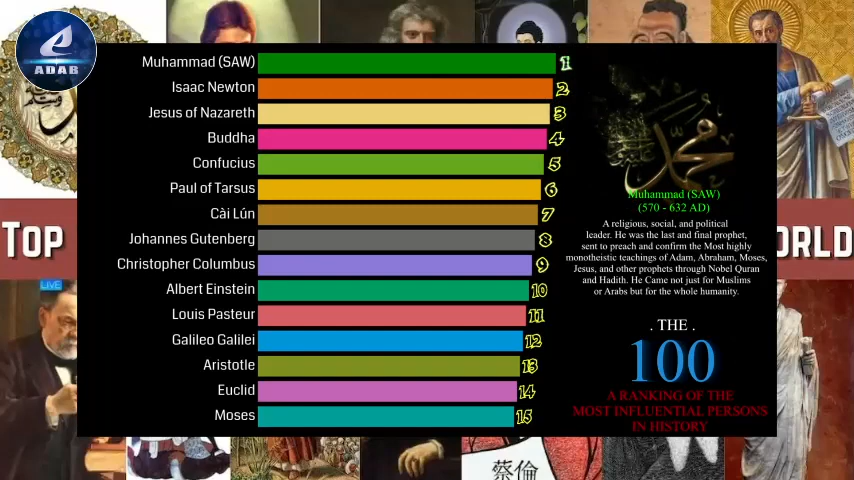 ADAB
Muhammad (SAW) 1
Isaac Newton 2
Jesus of Nazareth 3
Buddha 4
Confucius 5
Paul of Tarsus 6
Cài Lún 7
Johannes Gutenberg 8
Christopher Columbus 9
Albert Einstein 10
Louis Pasteur 11
Galileo Galilei 12
Aristotle 13
Euclid 14
Moses 15
محمد
Muhammad (SAW)
(570 - 632 AD)
A religious, social, and political
leader. He was the last and final prophet,
sent to preach and confirm the Most highly
monotheistic teachings of Adam, Abraham, Moses,
Jesus, and other prophets through Nobel Quran
and Hadith. He Came not just for Muslims
or Arabs but for the whole humanity.
. THE .
100
A RANKING OF THE
MOST INFLUENTIAL PERSONS
IN HISTORY
TOP
ORLD
LIVE
蔡倫